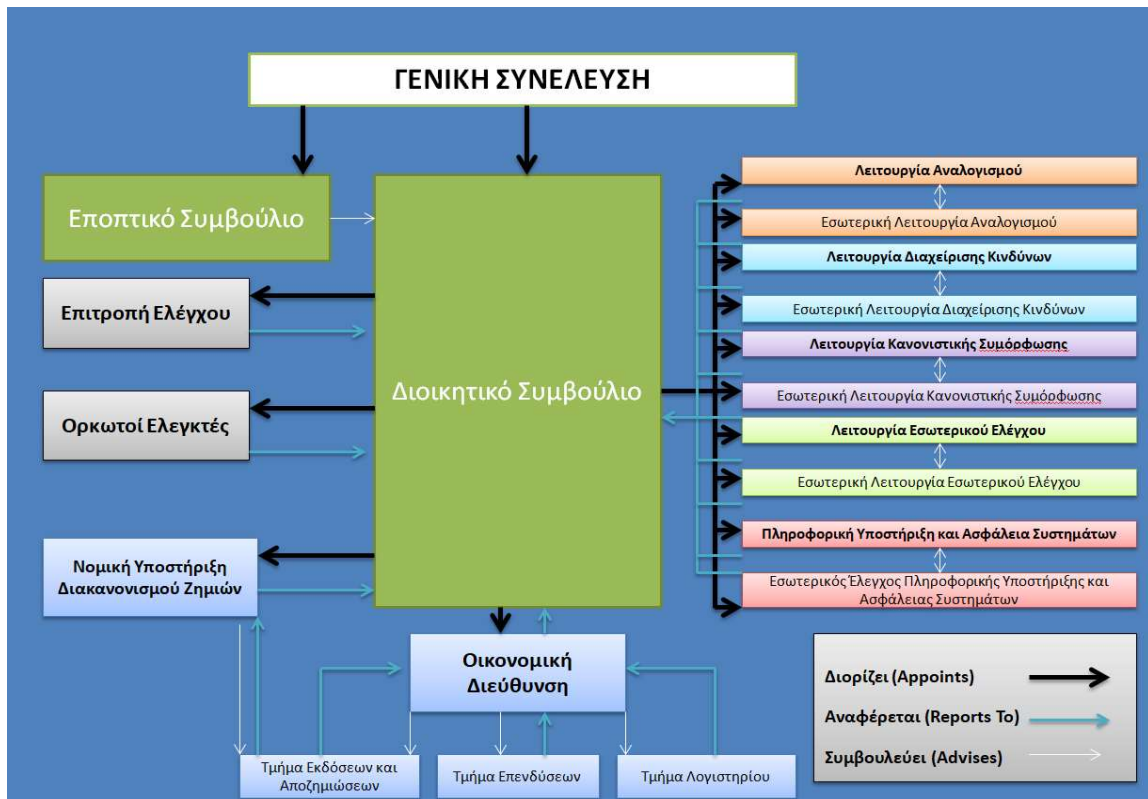 ΓΕΝΙΚΗ ΣΥΝΕΛΕΥΣΗ
Εποπτικό Συμβούλιο
Επιτροπή Ελέγχου
Ορκωτοί Ελεγκτές
Νομική Υποστήριξη
Διακανονισμού Ζημιών
Διοικητικό Συμβούλιο
Λειτουργία Αναλογισμού
Εσωτερική Λειτουργία Αναλογισμού
Λειτουργία Διαχείρισης Κινδύνων
Εσωτερική Λειτουργία Διαχείρισης Κινδύνων
Λειτουργία Κανονιστικής Συμόρφωσης
Εσωτερική Λειτουργία Κανονιστικής Συμόρφωσης
Λειτουργία Εσωτερικού Ελέγχου
Εσωτερική Λειτουργία Εσωτερικού Ελέγχου
Πληροφορική Υποστήριξη και Ασφάλεια Συστημάτων
Εσωτερικός Έλεγχος Πληροφορικής Υποστήριξης και
Ασφάλειας Συστημάτων
Οικονομική
Διεύθυνση
Τμήμα Εκδόσεων και
Αποζημιώσεων
Τμήμα Επενδύσεων
Τμήμα Λογιστηρίου
Διορίζει (Appoints)
Αναφέρεται (Reports To)
Συμβουλεύει (Advises)